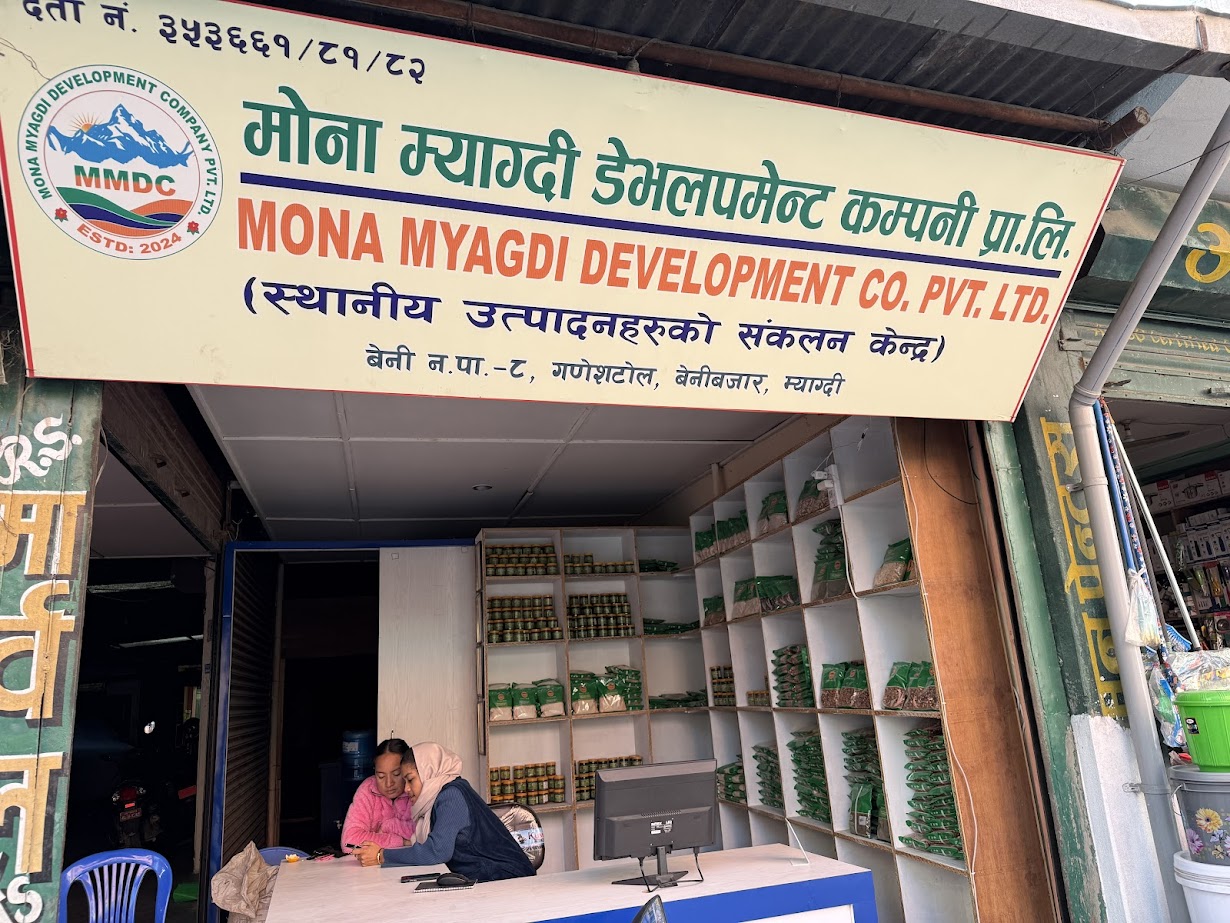 दर्ता नं. ३५३६६१/८१/८२
MONA MYAGDI DEVELOPMENT COMPANY PVT. LTD.
MMDC
ESTD: 2024
मोना म्याग्दी डेभलपमेन्ट कम्पनी प्रा.लि.
MONA MYAGDI DEVELOPMENT CO. PVT. LTD.
(स्थानीय उत्पादनहरुको संकलन केन्द्र)
बेनी न.पा.-८, गणेशटोल, बेनीबजार, म्याग्दी
RS.